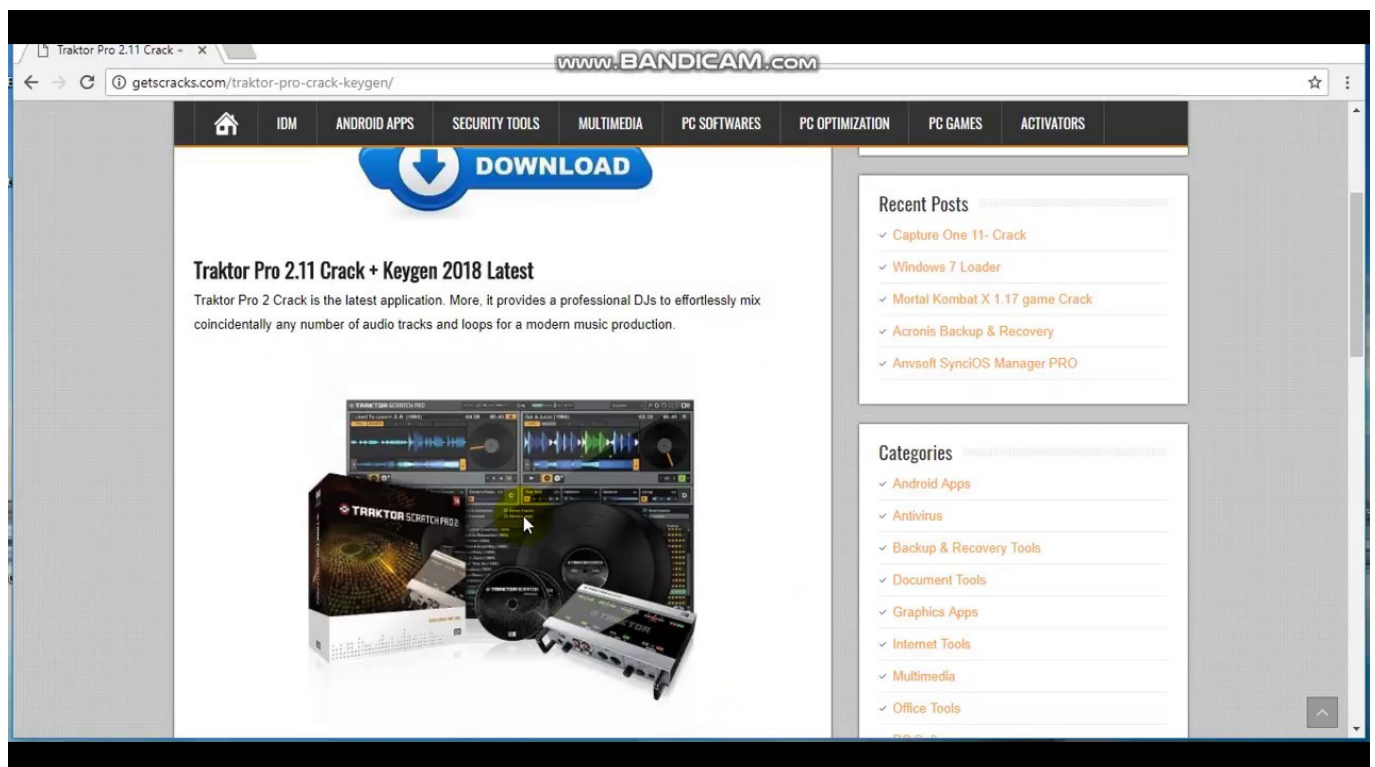 Traktor Pro 2.11 Crack -
www.BANDICAM.com
getscracks.com/traktor-pro-crack-keygen/
IDM ANDROID APPS SECURITY TOOLS MULTIMEDIA PC SOFTWARES PC OPTIMIZATION PC GAMES ACTIVATORS
DOWNLOAD
Traktor Pro 2.11 Crack + Keygen 2018 Latest
Traktor Pro 2 Crack is the latest application. More, it provides a professional DJs to effortlessly mix
coincidentally any number of audio tracks and loops for a modern music production.
TRAKTOR SCRATCH PRO
TRAKTOR SCRATCH PRO 2
TRAKTOR SCRATCH
TRAKTOR
Recent Posts
Capture One 11- Crack
Windows 7 Loader
Mortal Kombat X 1.17 game Crack
Acronis Backup & Recovery
Anvsoft SynciOS Manager PRO
Categories
Android Apps
Antivirus
Backup & Recovery Tools
Document Tools
Graphics Apps
Internet Tools
Multimedia
Office Tools